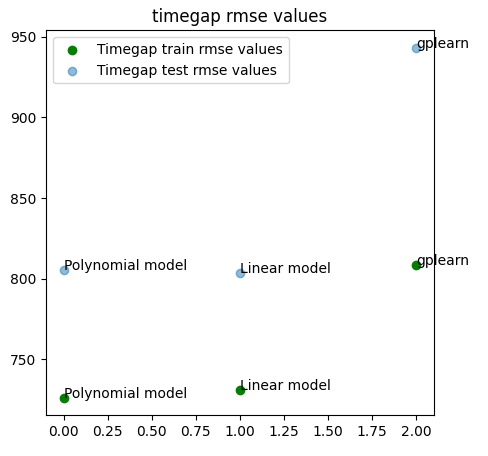 timegap rmse values
Timegap train rmse values
Timegap test rmse values
950
900
850
800
750
gplearn
Polynomial model
Linear model
gplearn
Polynomial model
Linear model
0.00 0.25 0.50 0.75 1.00 1.25 1.50 1.75 2.00